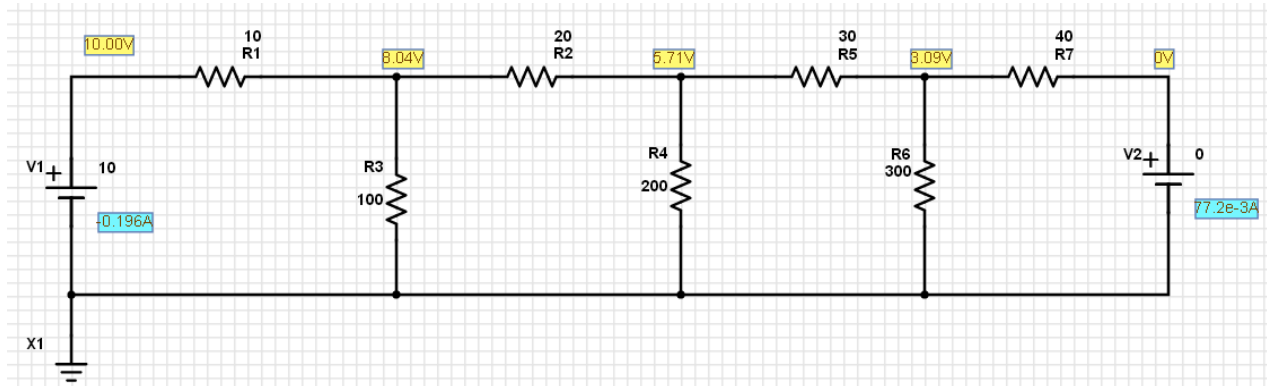 10
R1
20
R2
30
R5
40
R7
10.00V
8.04V
5.71V
3.09V
0V
V1
+
10
R3
100
R4
200
R6
300
V2
+
0
-0.196A
77.2e-3A
X1